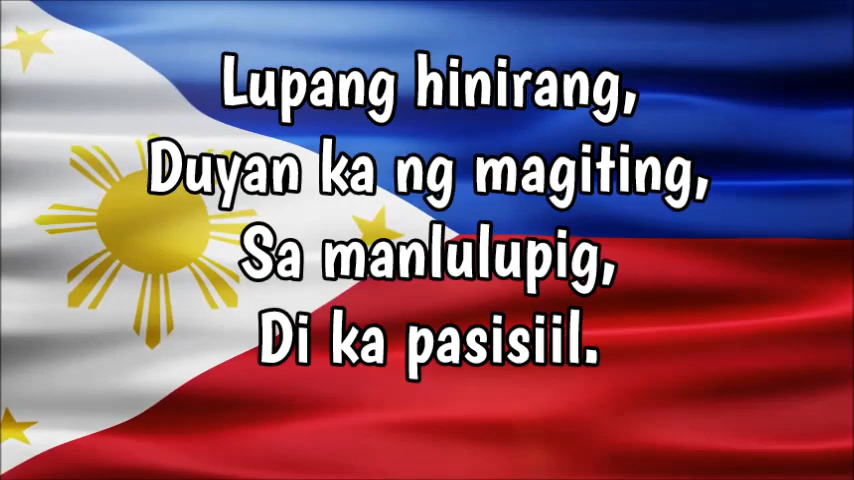 Lupang hinirang,
Duyan ka ng magiting,
Sa manlulupig,
Di ka pasisiil.